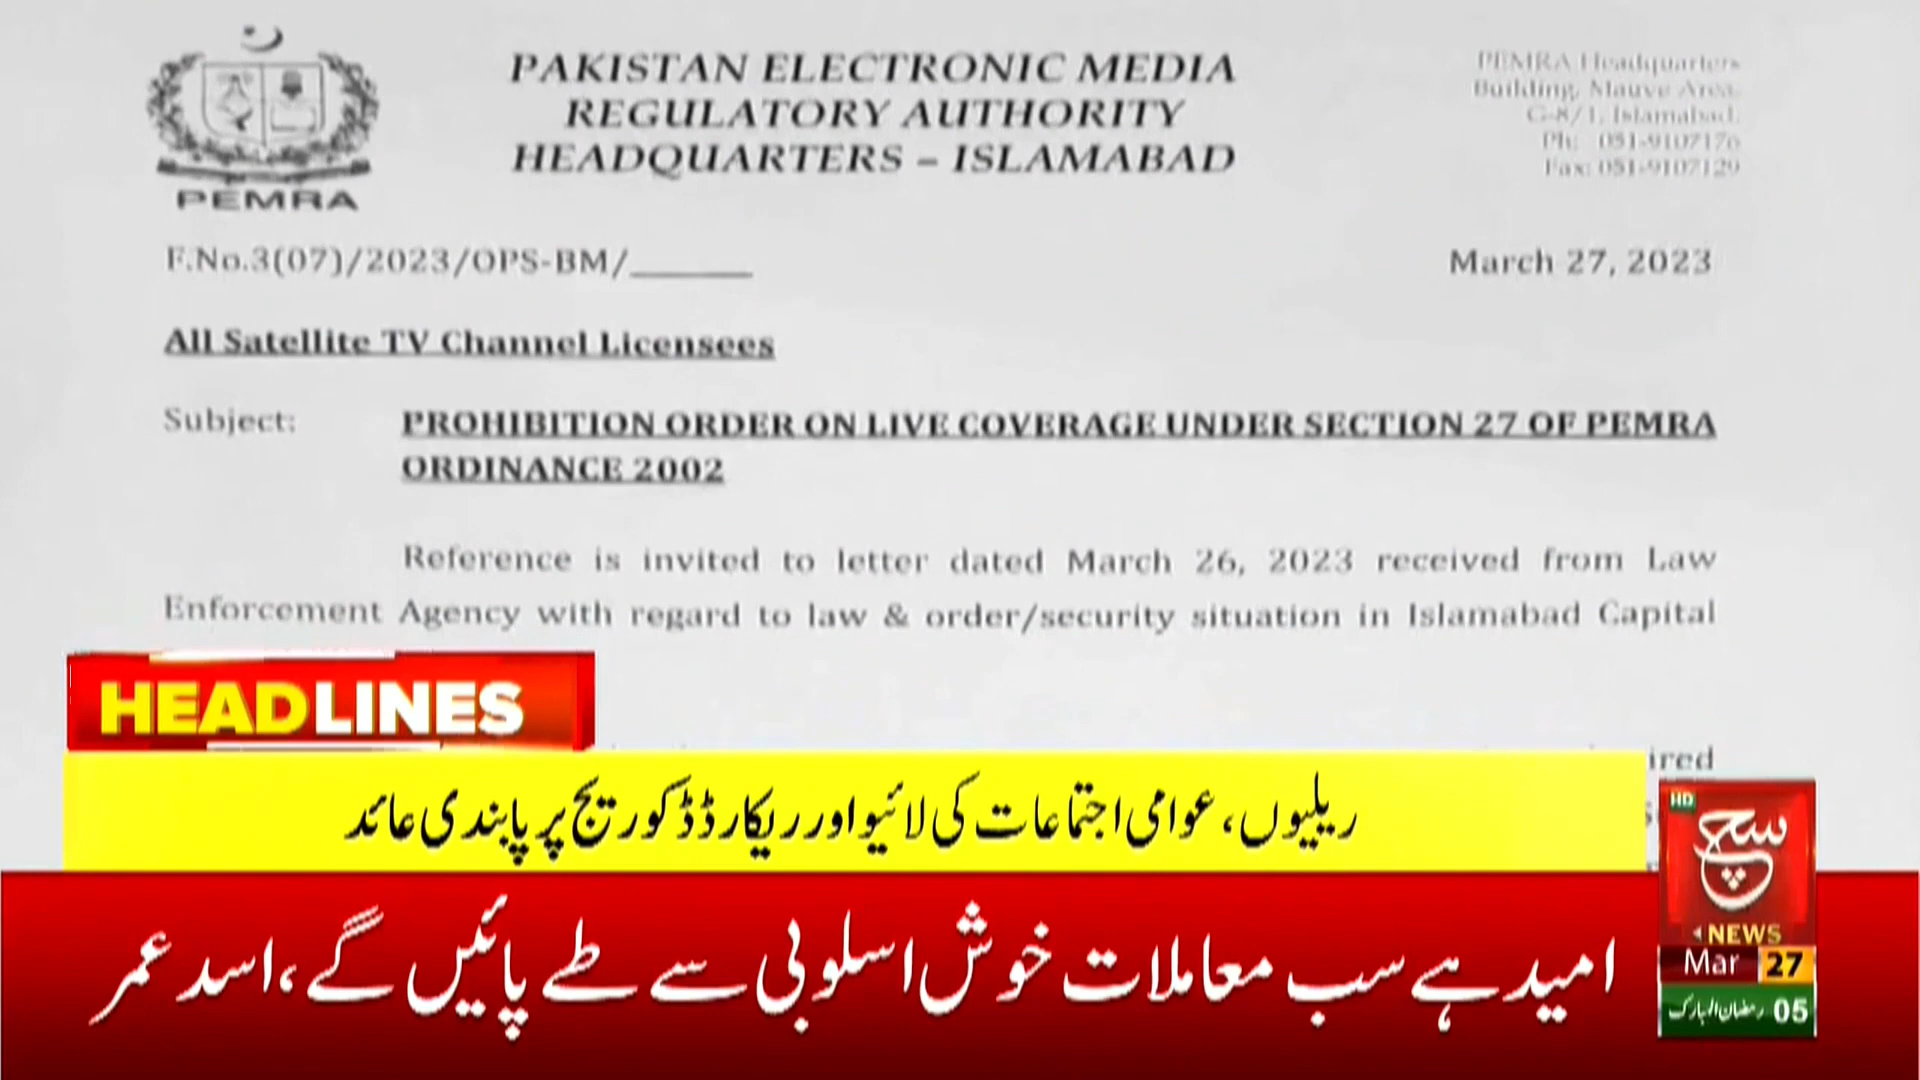 PAKISTAN ELECTRONIC MEDIA
REGULATORY AUTHORITY
HEADQUARTERS – ISLAMABAD
PEMRA Headquarters
Building, Mauve Area,
G-8/1, Islamabad.
Ph: 051-9107176
Fax: 051-9107129
PEMRA
F.No.3(07)/2023/OPS-BM/______
March 27, 2023
All Satellite TV Channel Licensees
Subject: PROHIBITION ORDER ON LIVE COVERAGE UNDER SECTION 27 OF PEMRA
ORDINANCE 2002
Reference is invited to letter dated March 26, 2023 received from Law
Enforcement Agency with regard to law & order/security situation in Islamabad Capital
ired
HEADLINES
ریلیوں، عوامی اجتماعات کی لائیو اور ریکارڈڈ کوریج پر پابندی عائد
امید ہے سب معاملات خوش اسلوبی سے طے پائیں گے، اسد عمر
HD
سچ
NEWS
Mar 27
05 رمضان المبارک